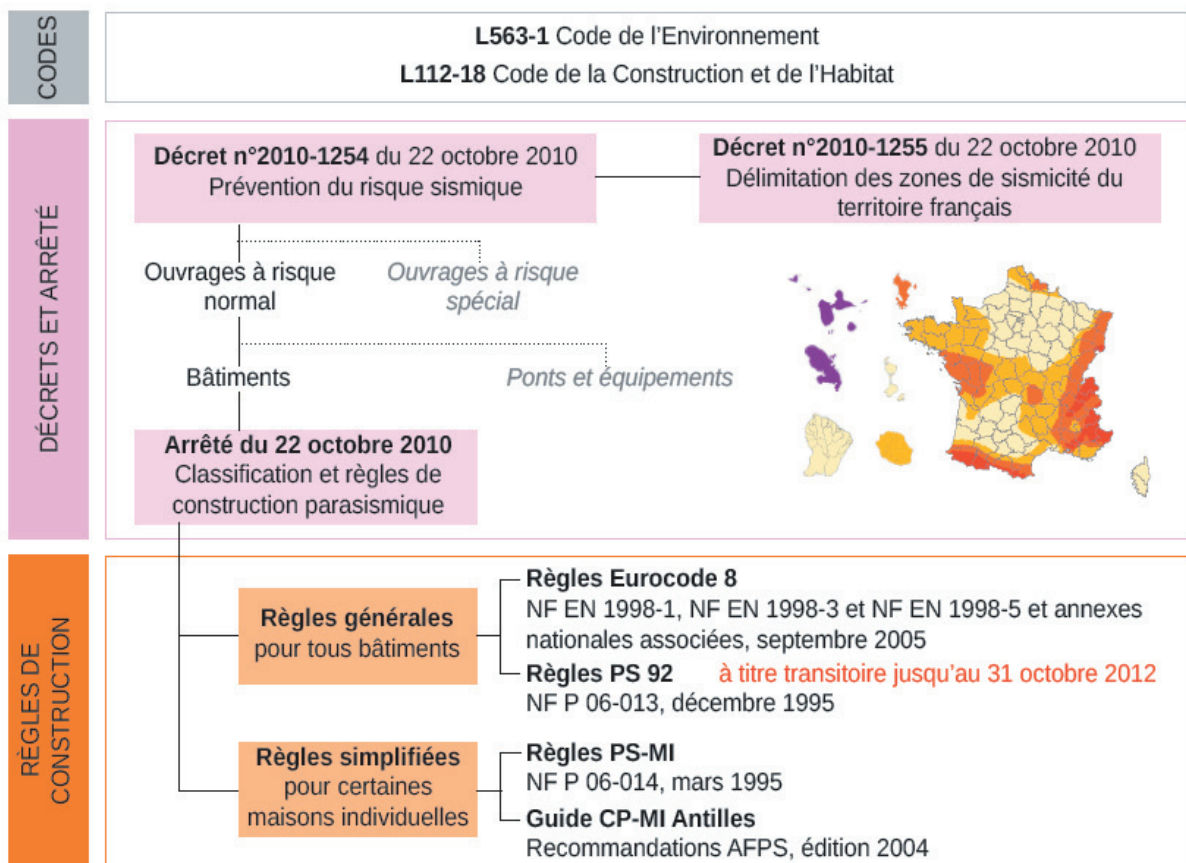 CODES
L563-1 Code de l'Environnement
L112-18 Code de la Construction et de l'Habitat
DÉCRETS ET ARRÊTÉ
Décret n°2010-1254 du 22 octobre 2010
Prévention du risque sismique
Décret n°2010-1255 du 22 octobre 2010
Délimitation des zones de sismicité du
territoire français
Ouvrages à risque
normal
Ouvrages à risque
spécial
Bâtiments
Ponts et équipements
Arrêté du 22 octobre 2010
Classification et règles de
construction parasismique
RÈGLES DE
CONSTRUCTION
Règles générales
pour tous bâtiments
Règles Eurocode 8
NF EN 1998-1, NF EN 1998-3 et NF EN 1998-5 et annexes
nationales associées, septembre 2005
Règles PS 92 à titre transitoire jusqu'au 31 octobre 2012
NF P 06-013, décembre 1995
Règles simplifiées
pour certaines
maisons individuelles
Règles PS-MI
NF P 06-014, mars 1995
Guide CP-MI Antilles
Recommandations AFPS, édition 2004